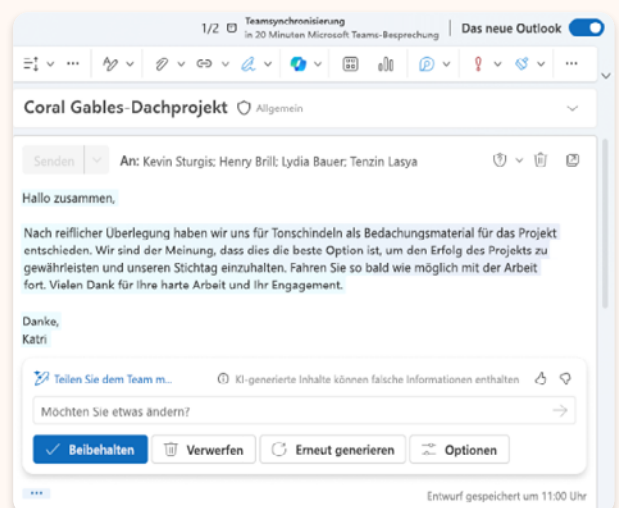 1/2 Teamsynchronisierung
in 20 Minuten Microsoft Teams-Besprechung
Das neue Outlook
Coral Gables-Dachprojekt Allgemein
Senden An: Kevin Sturgis; Henry Brill; Lydia Bauer; Tenzin Lasya
Hallo zusammen,
Nach reiflicher Überlegung haben wir uns für Tonschindeln als Bedachungsmaterial für das Projekt
entschieden. Wir sind der Meinung, dass dies die beste Option ist, um den Erfolg des Projekts zu
gewährleisten und unseren Stichtag einzuhalten. Fahren Sie so bald wie möglich mit der Arbeit
fort. Vielen Dank für Ihre harte Arbeit und Ihr Engagement.
Danke,
Katri
Teilen Sie dem Team m... KI-generierte Inhalte können falsche Informationen enthalten
Möchten Sie etwas ändern?
Beibehalten Verwerfen Erneut generieren Optionen
Entwurf gespeichert um 11:00 Uhr